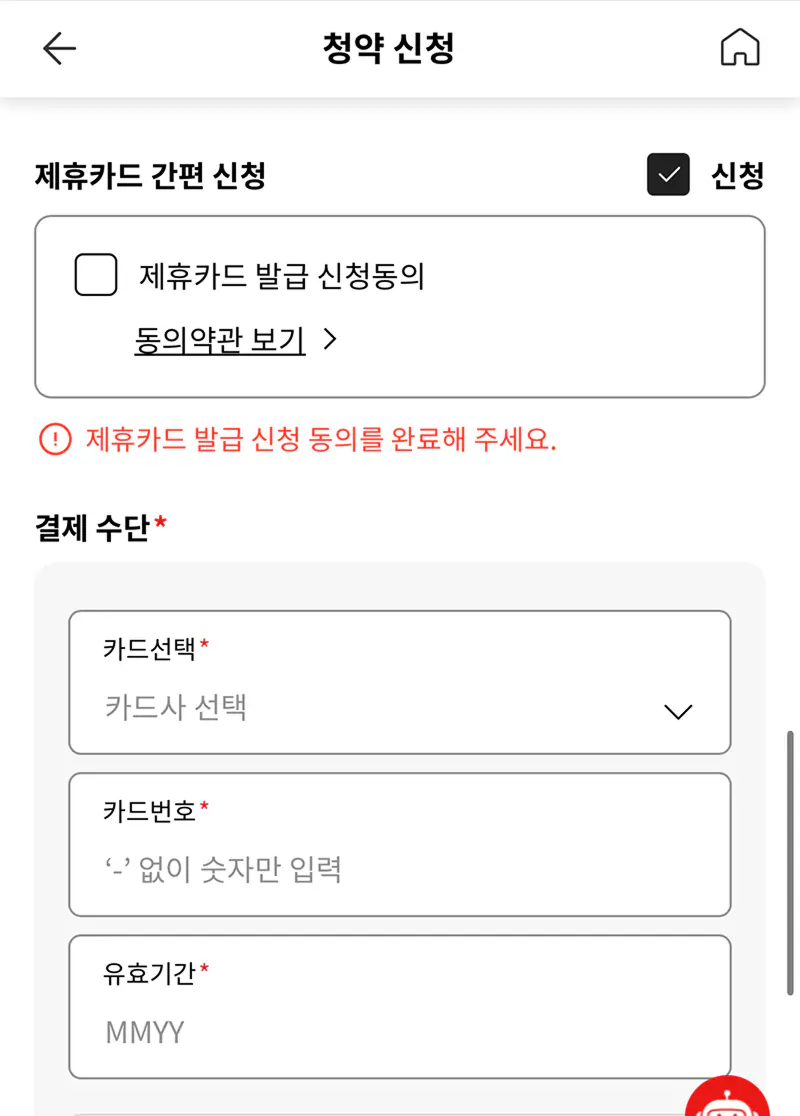 청약 신청
제휴카드 간편 신청 신청
제휴카드 발급 신청동의
동의약관 보기
제휴카드 발급 신청 동의를 완료해 주세요.
결제 수단*
카드선택*
카드사 선택
카드번호*
‘-’ 없이 숫자만 입력
유효기간*
MMYY